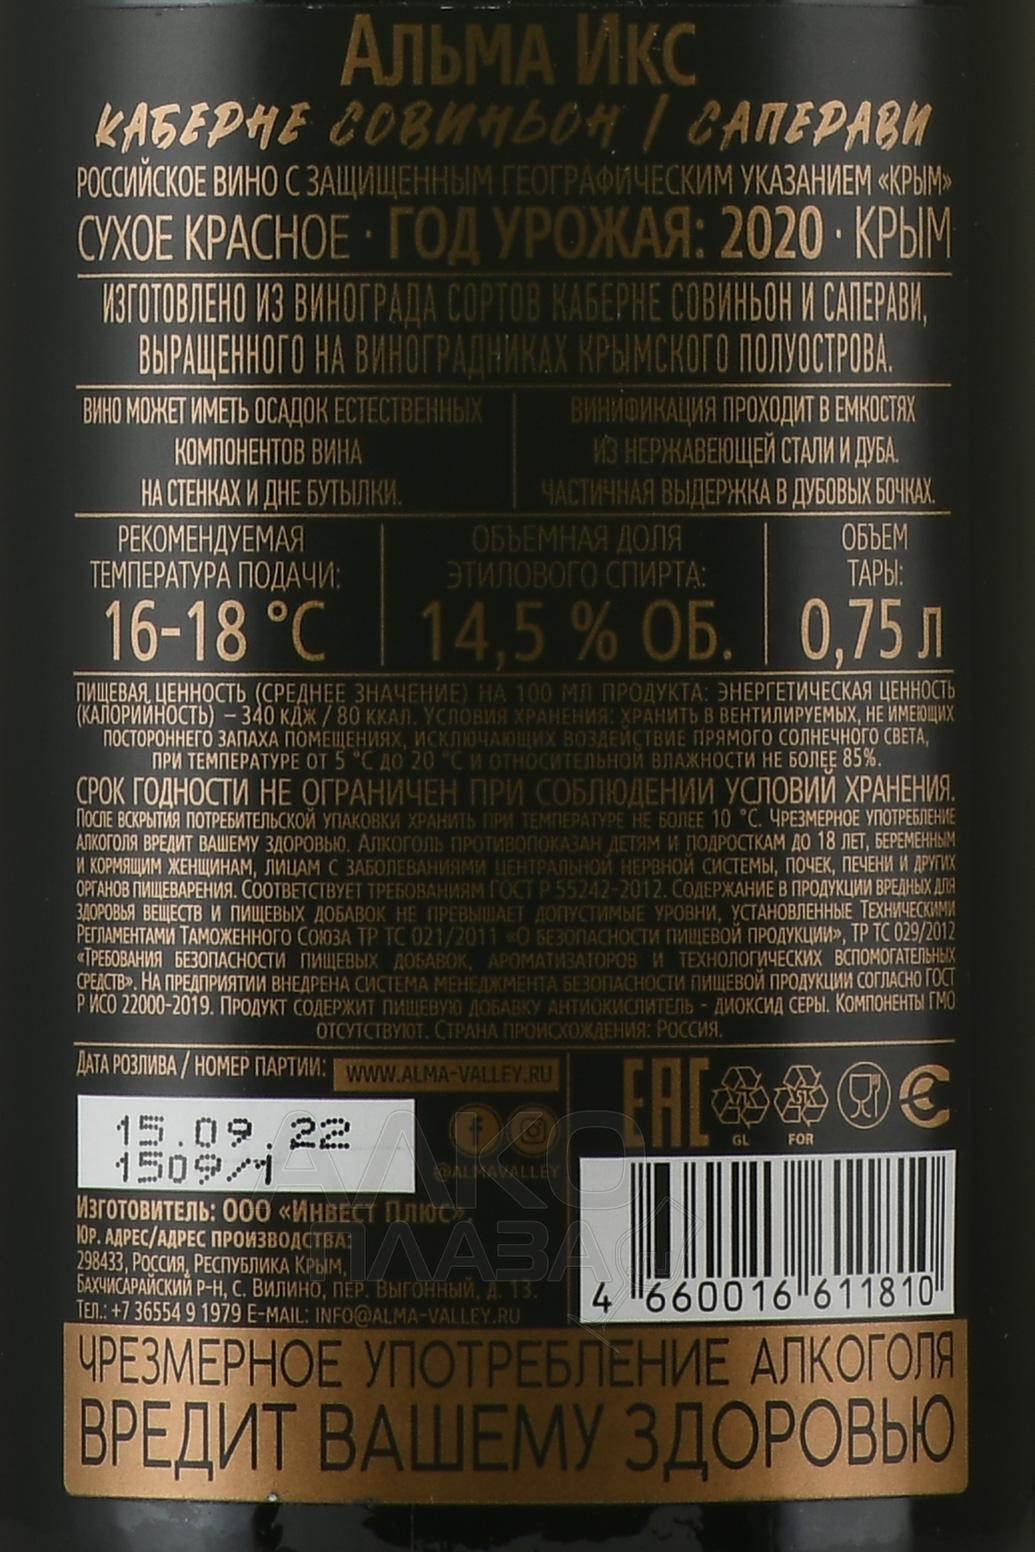 Альма Икс
КАБЕРНЕ СОВИНЬОН / САПЕРАВИ
РОССИЙСКОЕ ВИНО С ЗАЩИЩЕННЫМ ГЕОГРАФИЧЕСКИМ УКАЗАНИЕМ «КРЫМ»
СУХОЕ КРАСНОЕ · ГОД УРОЖАЯ: 2020 · КРЫМ
ИЗГОТОВЛЕНО ИЗ ВИНОГРАДА СОРТОВ КАБЕРНЕ СОВИНЬОН И САПЕРАВИ,
ВЫРАЩЕННОГО НА ВИНОГРАДНИКАХ КРЫМСКОГО ПОЛУОСТРОВА.
ВИНО МОЖЕТ ИМЕТЬ ОСАДОК ЕСТЕСТВЕННЫХ
КОМПОНЕНТОВ ВИНА
НА СТЕНКАХ И ДНЕ БУТЫЛКИ.
ВИНИФИКАЦИЯ ПРОХОДИТ В ЕМКОСТЯХ
ИЗ НЕРЖАВЕЮЩЕЙ СТАЛИ И ДУБА.
ЧАСТИЧНАЯ ВЫДЕРЖКА В ДУБОВЫХ БОЧКАХ.
РЕКОМЕНДУЕМАЯ
ТЕМПЕРАТУРА ПОДАЧИ:
16-18 °C
ОБЪЕМНАЯ ДОЛЯ
ЭТИЛОВОГО СПИРТА:
14,5 % ОБ.
ОБЪЕМ
ТАРЫ:
0,75 л
ПИЩЕВАЯ ЦЕННОСТЬ (СРЕДНЕЕ ЗНАЧЕНИЕ) НА 100 МЛ ПРОДУКТА: ЭНЕРГЕТИЧЕСКАЯ ЦЕННОСТЬ
(КАЛОРИЙНОСТЬ) – 340 КДЖ / 80 ККАЛ. УСЛОВИЯ ХРАНЕНИЯ: ХРАНИТЬ В ВЕНТИЛИРУЕМЫХ, НЕ ИМЕЮЩИХ
ПОСТОРОННЕГО ЗАПАХА ПОМЕЩЕНИЯХ, ИСКЛЮЧАЮЩИХ ВОЗДЕЙСТВИЕ ПРЯМОГО СОЛНЕЧНОГО СВЕТА,
ПРИ ТЕМПЕРАТУРЕ ОТ 5 °C ДО 20 °C И ОТНОСИТЕЛЬНОЙ ВЛАЖНОСТИ НЕ БОЛЕЕ 85%.
СРОК ГОДНОСТИ НЕ ОГРАНИЧЕН ПРИ СОБЛЮДЕНИИ УСЛОВИЙ ХРАНЕНИЯ.
ПОСЛЕ ВСКРЫТИЯ ПОТРЕБИТЕЛЬСКОЙ УПАКОВКИ ХРАНИТЬ ПРИ ТЕМПЕРАТУРЕ НЕ БОЛЕЕ 10 °C. ЧРЕЗМЕРНОЕ УПОТРЕБЛЕНИЕ
АЛКОГОЛЯ ВРЕДИТ ВАШЕМУ ЗДОРОВЬЮ. АЛКОГОЛЬ ПРОТИВОПОКАЗАН ДЕТЯМ И ПОДРОСТКАМ ДО 18 ЛЕТ, БЕРЕМЕННЫМ
И КОРМЯЩИМ ЖЕНЩИНАМ, ЛИЦАМ С ЗАБОЛЕВАНИЯМИ ЦЕНТРАЛЬНОЙ НЕРВНОЙ СИСТЕМЫ, ПОЧЕК, ПЕЧЕНИ И ДРУГИХ
ОРГАНОВ ПИЩЕВАРЕНИЯ. СООТВЕТСТВУЕТ ТРЕБОВАНИЯМ ГОСТ Р 55242-2012. СОДЕРЖАНИЕ В ПРОДУКЦИИ ВРЕДНЫХ ДЛЯ
ЗДОРОВЬЯ ВЕЩЕСТВ И ПИЩЕВЫХ ДОБАВОК НЕ ПРЕВЫШАЕТ ДОПУСТИМЫЕ УРОВНИ, УСТАНОВЛЕННЫЕ ТЕХНИЧЕСКИМИ
РЕГЛАМЕНТАМИ ТАМОЖЕННОГО СОЮЗА ТР ТС 021/2011 «О БЕЗОПАСНОСТИ ПИЩЕВОЙ ПРОДУКЦИИ», ТР ТС 029/2012
«ТРЕБОВАНИЯ БЕЗОПАСНОСТИ ПИЩЕВЫХ ДОБАВОК, АРОМАТИЗАТОРОВ И ТЕХНОЛОГИЧЕСКИХ ВСПОМОГАТЕЛЬНЫХ
СРЕДСТВ». НА ПРЕДПРИЯТИИ ВНЕДРЕНА СИСТЕМА МЕНЕДЖМЕНТА БЕЗОПАСНОСТИ ПИЩЕВОЙ ПРОДУКЦИИ СОГЛАСНО ГОСТ
Р ИСО 22000-2019. ПРОДУКТ СОДЕРЖИТ ПИЩЕВУЮ ДОБАВКУ АНТИОКИСЛИТЕЛЬ - ДИОКСИД СЕРЫ. КОМПОНЕНТЫ ГМО
ОТСУТСТВУЮТ. СТРАНА ПРОИСХОЖДЕНИЯ: РОССИЯ.
ДАТА РОЗЛИВА / НОМЕР ПАРТИИ:
WWW.ALMA-VALLEY.RU
15.09.22
1509/1
@ALMAVALLEY
EAC
71
GL
51
FOR
ИЗГОТОВИТЕЛЬ: ООО «ИНВЕСТ ПЛЮС»
ЮР. АДРЕС/АДРЕС ПРОИЗВОДСТВА:
298433, РОССИЯ, РЕСПУБЛИКА КРЫМ,
БАХЧИСАРАЙСКИЙ Р-Н, С. ВИЛИНО, ПЕР. ВЫГОННЫЙ, Д. 13.
ТЕЛ.: +7 36554 9 1979 E-MAIL: INFO@ALMA-VALLEY.RU
4 660016 611810
АЛКО
ПЛАЗА
ЧРЕЗМЕРНОЕ УПОТРЕБЛЕНИЕ АЛКОГОЛЯ
ВРЕДИТ ВАШЕМУ ЗДОРОВЬЮ